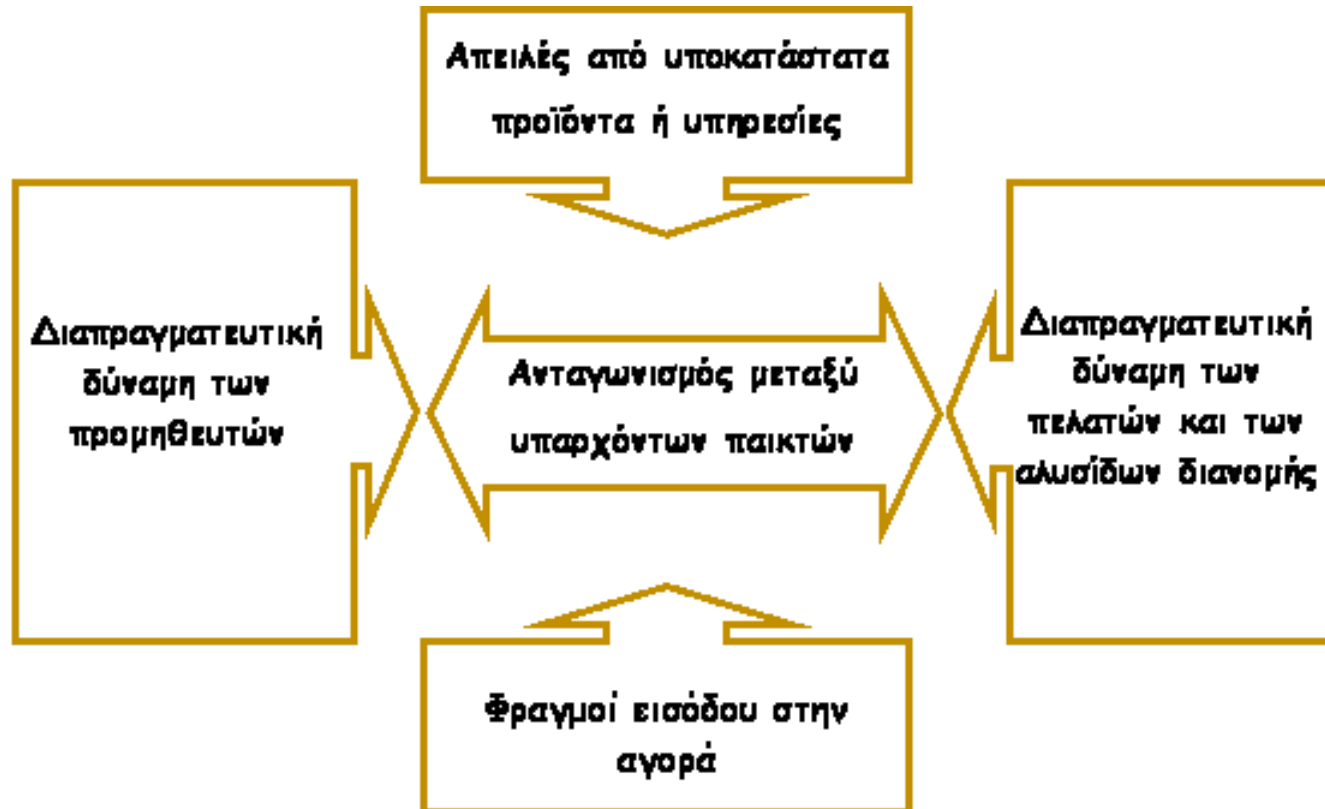 Απειλές από υποκατάστατα
προϊόντα ή υπηρεσίες
Διαπραγματευτική
δύναμη των
προμηθευτών
Ανταγωνισμός μεταξύ
υπαρχόντων παικτών
Διαπραγματευτική
δύναμη των
πελατών και των
αλυσίδων διανομής
Φραγμοί εισόδου στην
αγορά